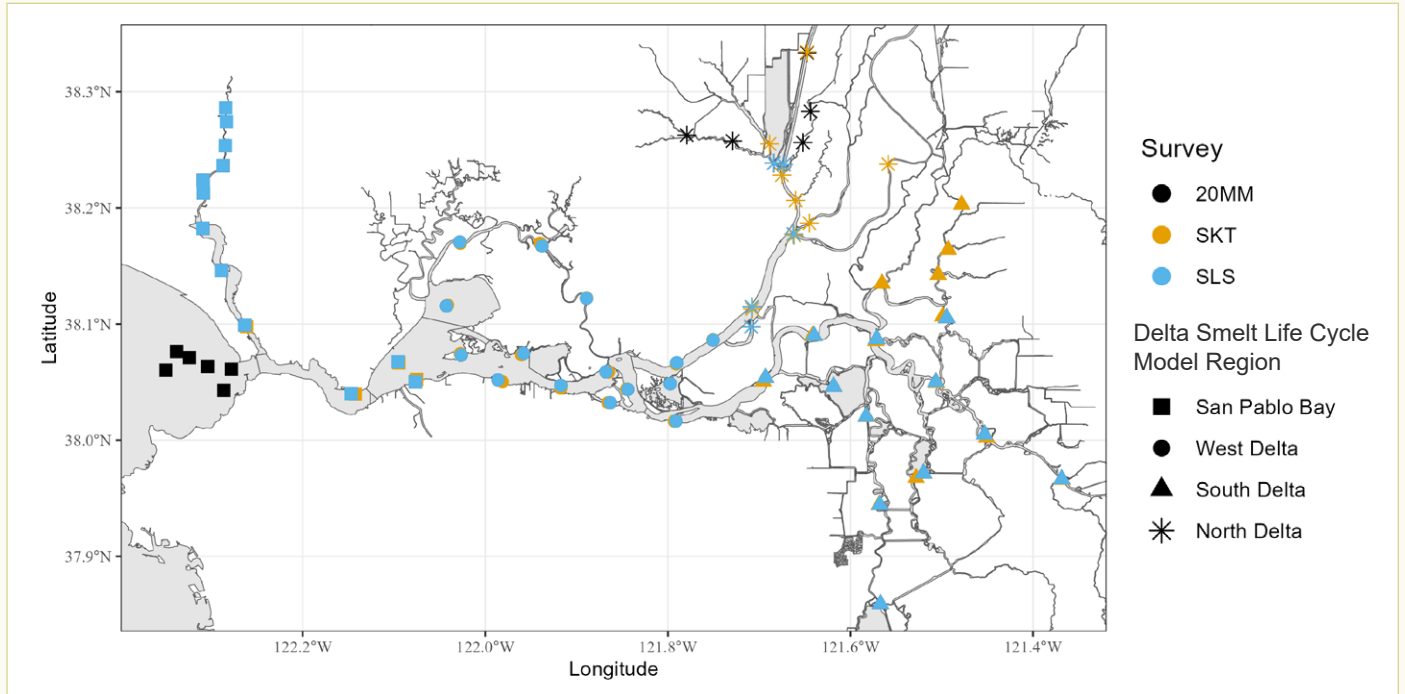 38.3°N
38.2°N
38.1°N
38.0°N
37.9°N
Latitude
122.2°W 122.0°W 121.8°W 121.6°W 121.4°W
Longitude
Survey
20MM
SKT
SLS
Delta Smelt Life Cycle
Model Region
San Pablo Bay
West Delta
South Delta
North Delta